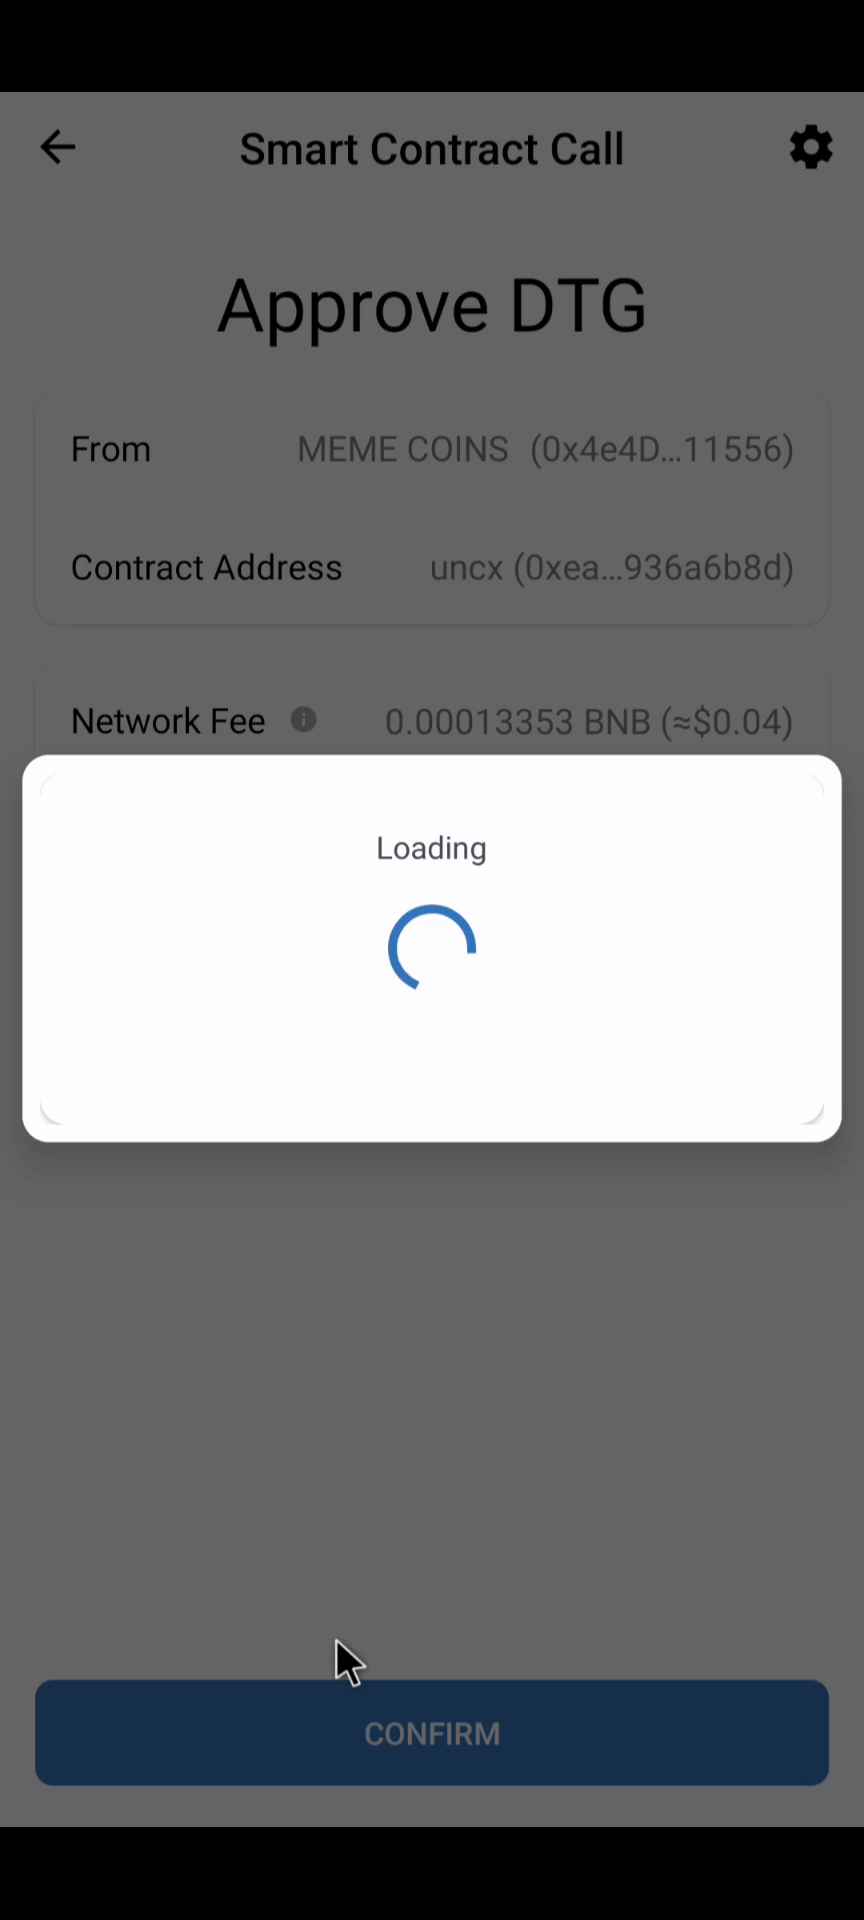 Smart Contract Call
Approve DTG
From MEME COINS (0x4e4D...11556)
Contract Address uncx (0xea...936a6b8d)
Network Fee 0.00013353 BNB (≈$0.04)
Loading
CONFIRM